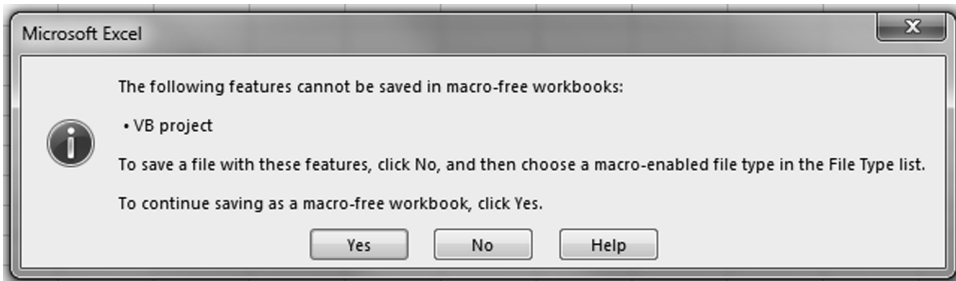 Microsoft Excel
The following features cannot be saved in macro-free workbooks:
• VB project
To save a file with these features, click No, and then choose a macro-enabled file type in the File Type list.
To continue saving as a macro-free workbook, click Yes.
Yes No Help